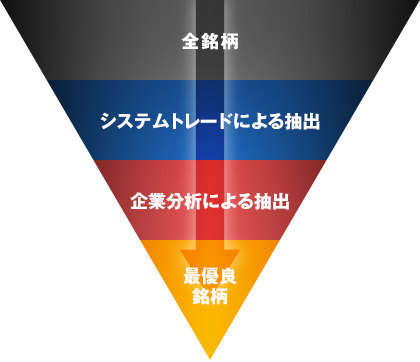 全銘柄
システムトレードによる抽出
企業分析による抽出
最優良
銘柄